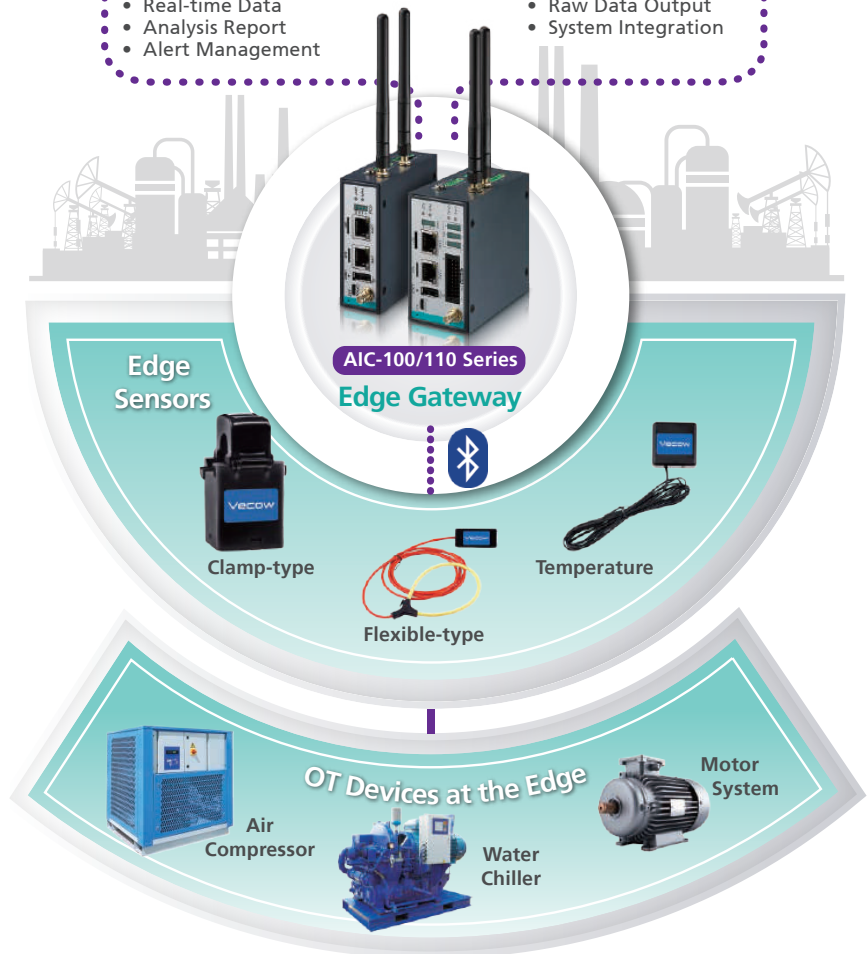 • Real-time Data
• Analysis Report
• Alert Management
• Raw Data Output
• System Integration
AIC-100/110 Series
Edge Gateway
Edge
Sensors
Vecow
Clamp-type
Vecow
Flexible-type
Vecow
Temperature
OT Devices at the Edge
Air
Compressor
Water
Chiller
Motor
System